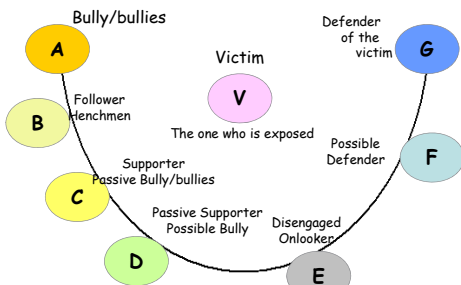 Bully/bullies
A
Defender
of the
victim
G
Victim
V
The one who is exposed
Follower
Henchmen
B
Possible
Defender
F
Supporter
Passive Bully/bullies
C
Passive Supporter
Possible Bully
D
Disengaged
Onlooker
E